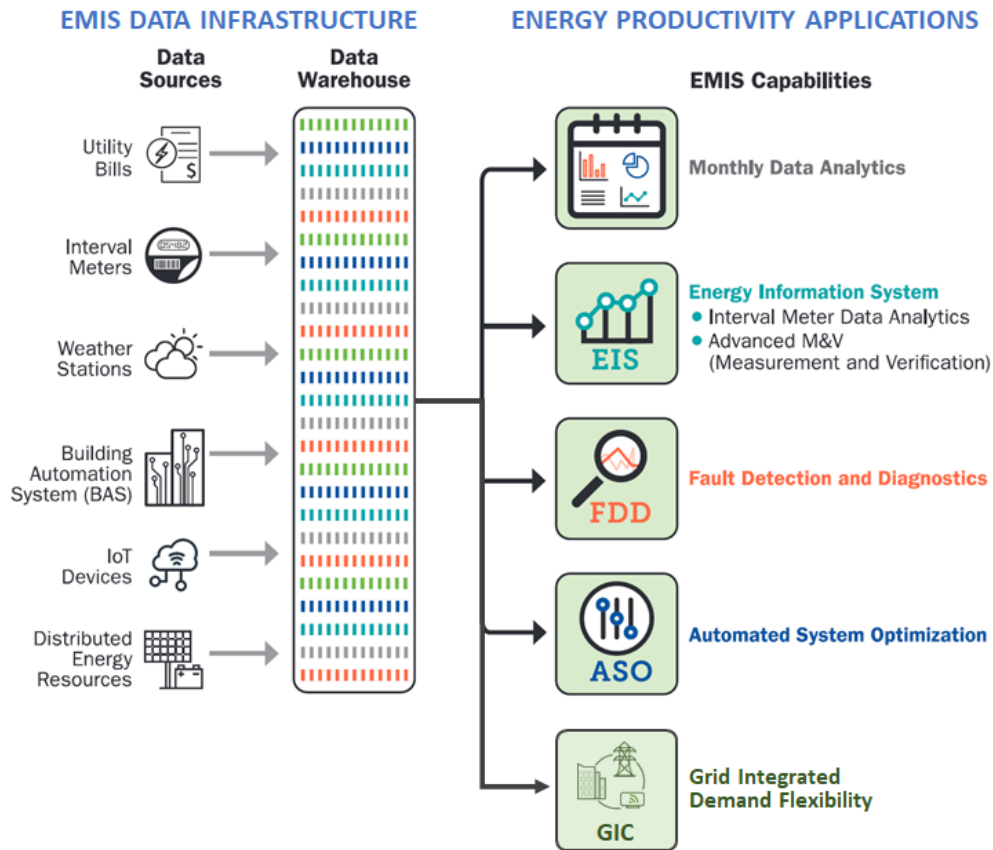 EMIS DATA INFRASTRUCTURE
ENERGY PRODUCTIVITY APPLICATIONS
Data
Sources
Data
Warehouse
EMIS Capabilities
Utility
Bills
$
Interval
Meters
05482
Weather
Stations
Building
Automation
System (BAS)
IoT
Devices
Distributed
Energy
Resources
Monthly Data Analytics
EIS
Energy Information System
• Interval Meter Data Analytics
• Advanced M&V
(Measurement and Verification)
FDD
Fault Detection and Diagnostics
ASO
Automated System Optimization
GIC
Grid Integrated
Demand Flexibility